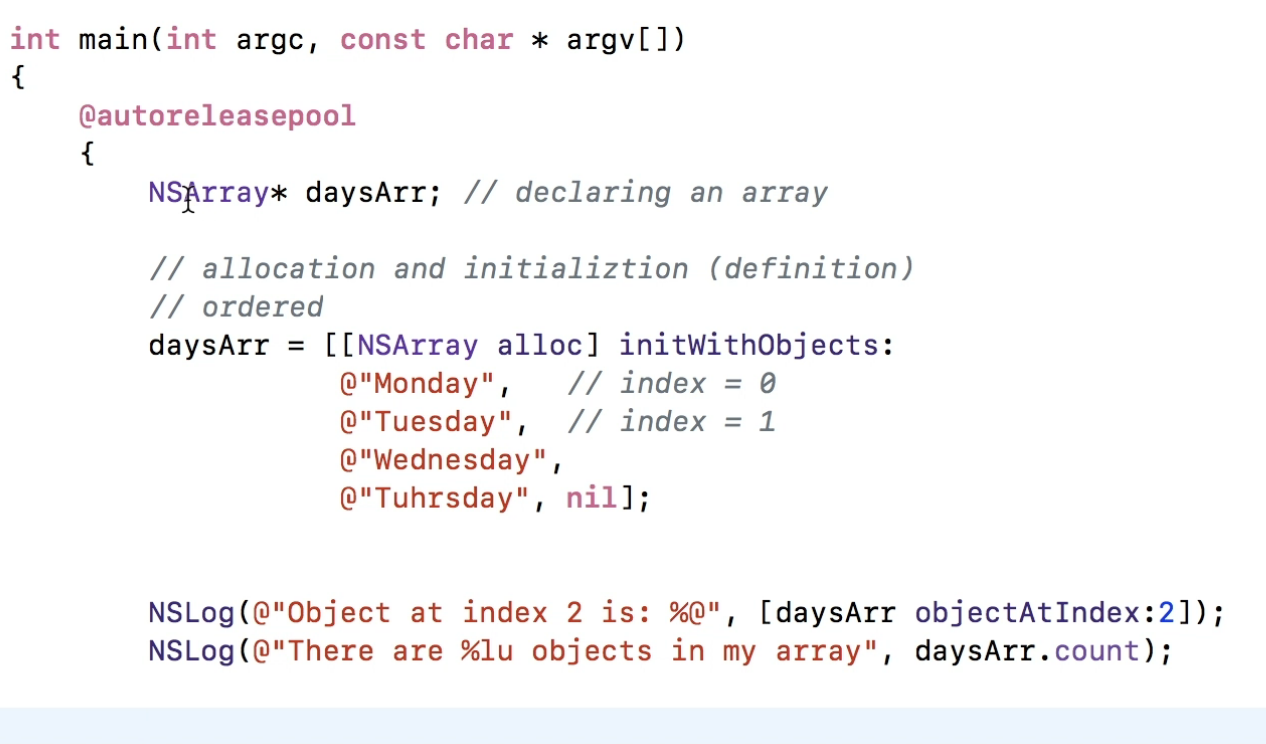 int main(int argc, const char * argv[])
{
    @autoreleasepool
    {
        NSArray* daysArr; // declaring an array

        // allocation and initializtion (definition)
        // ordered
        daysArr = [[NSArray alloc] initWithObjects:
                   @"Monday",   // index = 0
                   @"Tuesday",  // index = 1
                   @"Wednesday",
                   @"Tuhrsday", nil];


        NSLog(@"Object at index 2 is: %@", [daysArr objectAtIndex:2]);
        NSLog(@"There are %lu objects in my array", daysArr.count);